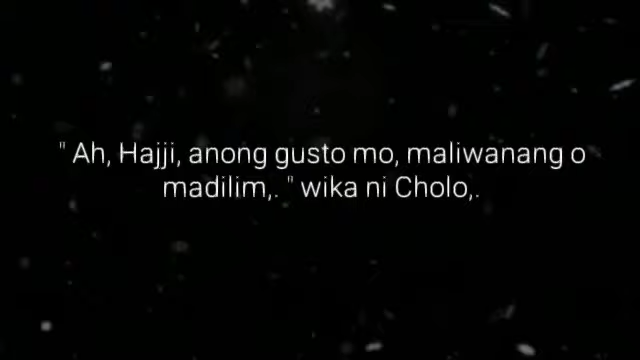 " Ah, Hajji, anong gusto mo, maliwanang o
madilim,. " wika ni Cholo,.